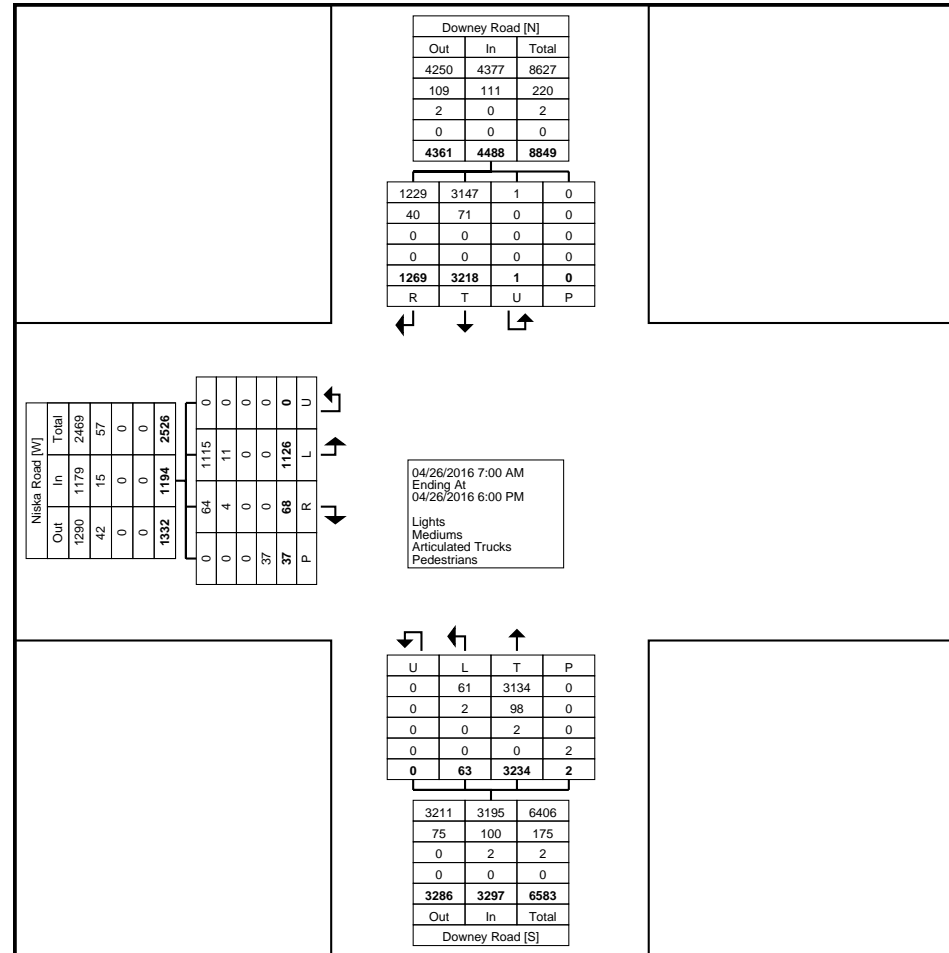 Downey Road [N]
Out In Total
4250 4377 8627
109 111 220
2 0 2
0 0 0
4361 4488 8849
1229 3147 1 0
40 71 0 0
0 0 0 0
0 0 0 0
1269 3218 1 0
R T U P
Niska Road [W]
Out In Total
1290 1179 2469
42 15 57
0 0 0
0 0 0
1332 1194 2526
0 64 1115 0
0 4 11 0
0 0 0 0
37 0 0 0
37 68 1126 0
P R L U
04/26/2016 7:00 AM
Ending At
04/26/2016 6:00 PM
Lights
Mediums
Articulated Trucks
Pedestrians
U L T P
0 61 3134 0
0 2 98 0
0 0 2 0
0 0 0 2
0 63 3234 2
3211 3195 6406
75 100 175
0 2 2
0 0 0
3286 3297 6583
Out In Total
Downey Road [S]